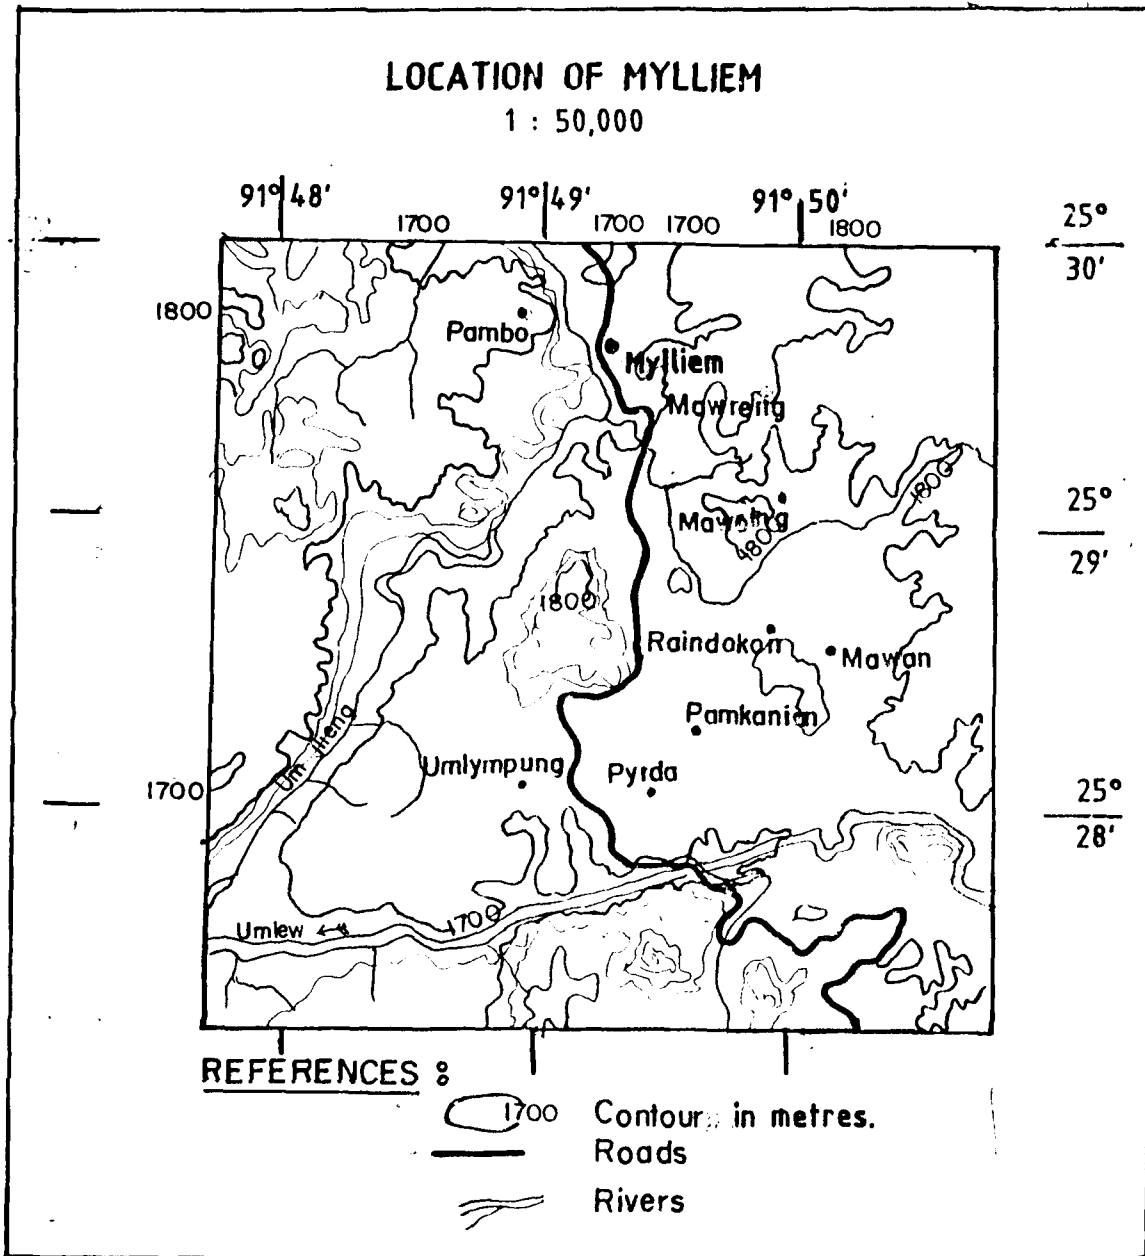 LOCATION OF MYLLIEM
1 : 50,000
91° 48' 91° 49' 91° 50'
1700 1700 1700 1800
25°
30'
1800
Pambo
Mylliem
Mawreng
1800
25°
29'
1800
1800
Raindokon
Mawan
Pamkanian
Umlympung
Pyrda
1700
25°
28'
1700
Umlew
REFERENCES :
1700 Contour in metres.
Roads
Rivers